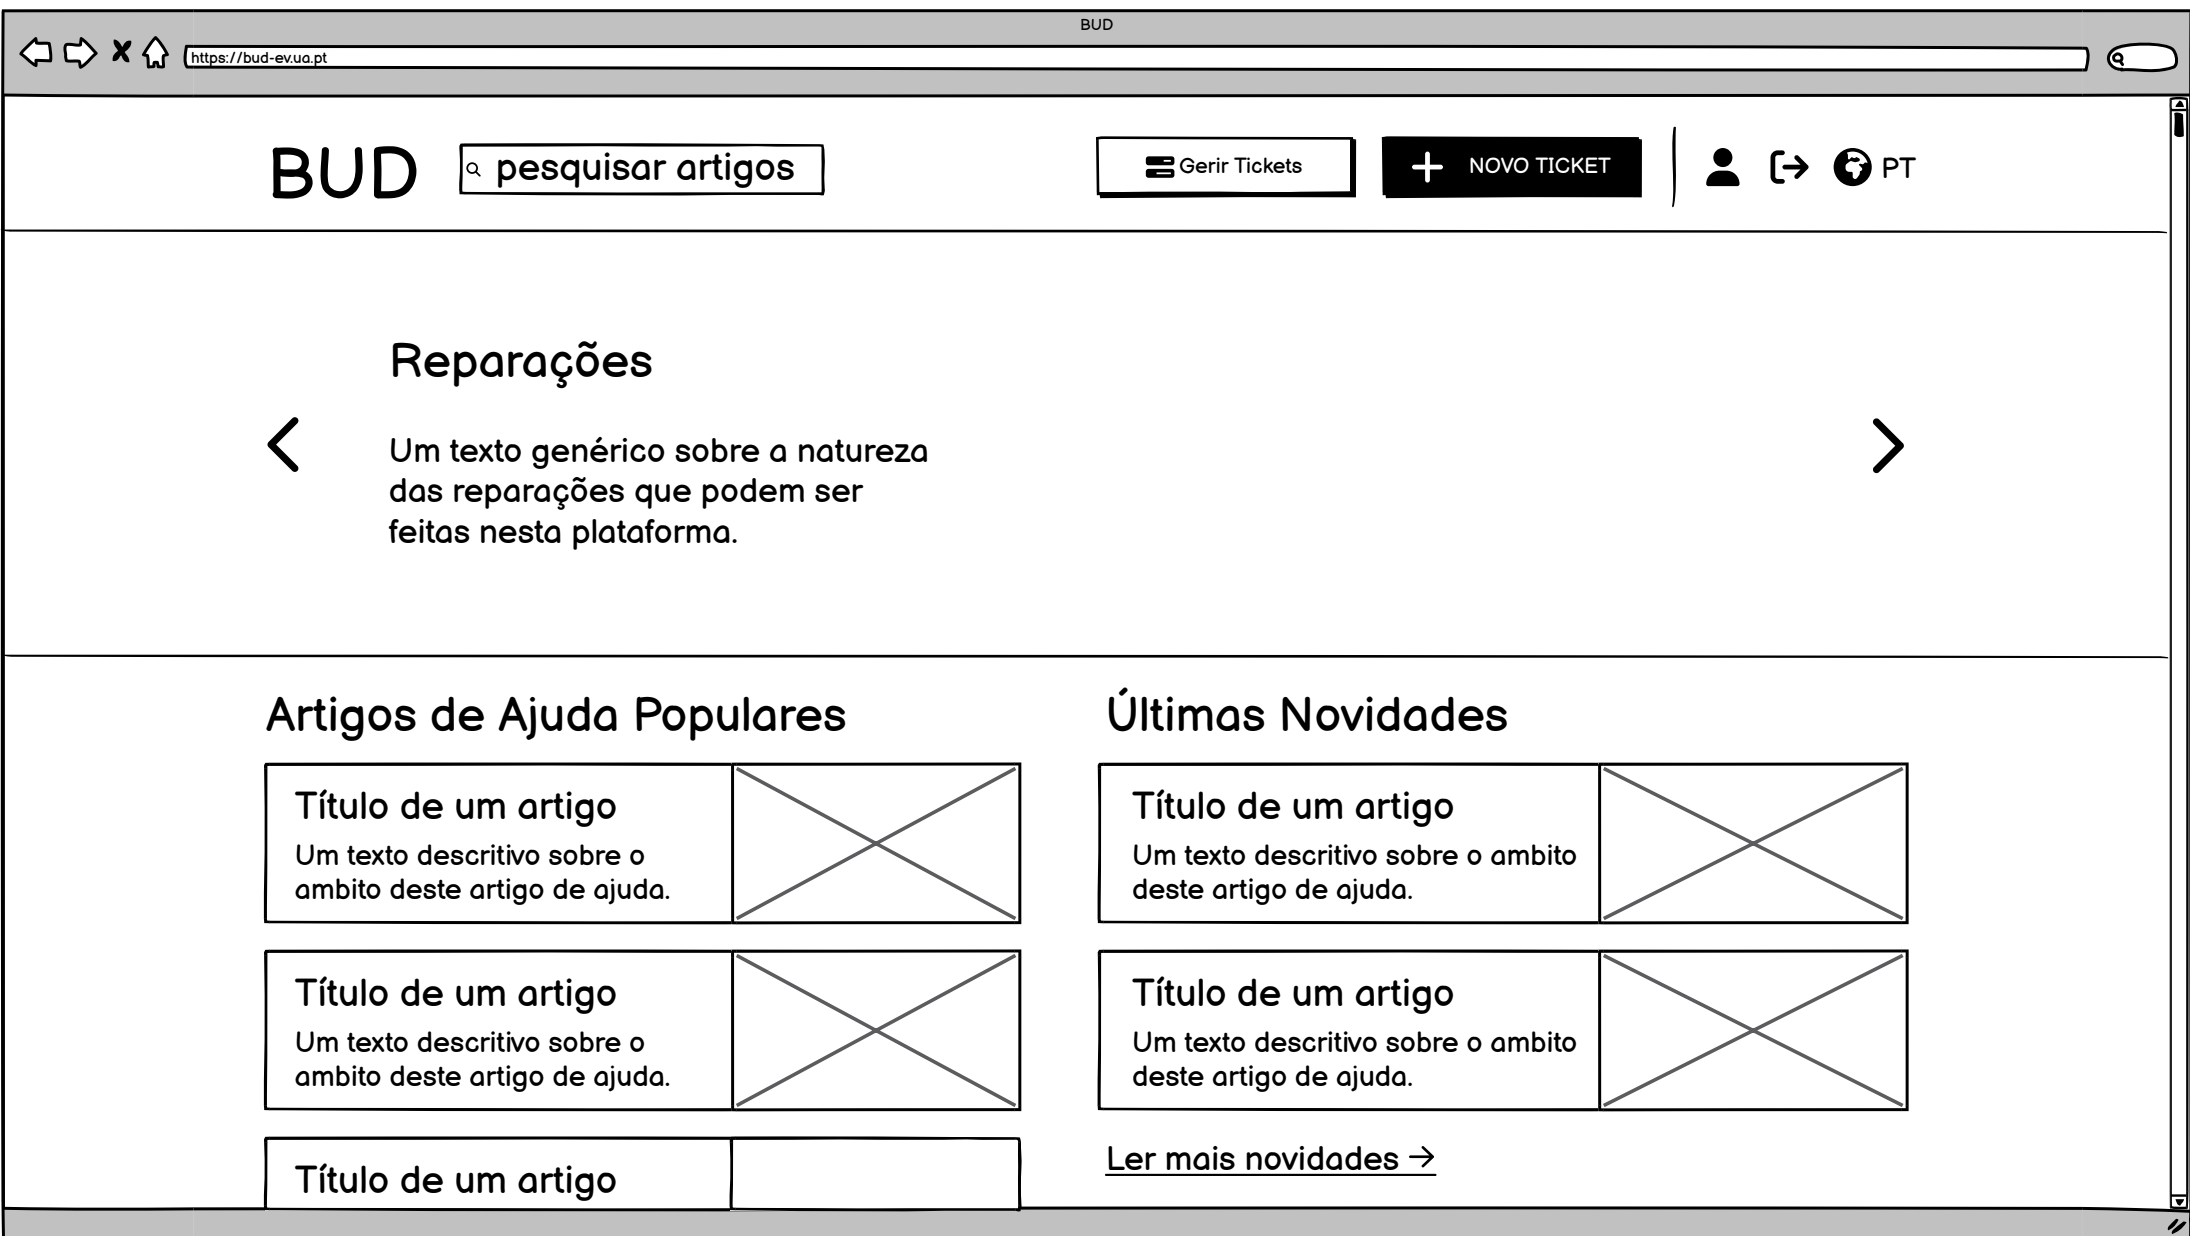 BUD
https://bud-ev.ua.pt
BUD
pesquisar artigos
Gerir Tickets
NOVO TICKET
PT
Reparações
Um texto genérico sobre a natureza
das reparações que podem ser
feitas nesta plataforma.
Artigos de Ajuda Populares
Título de um artigo
Um texto descritivo sobre o
ambito deste artigo de ajuda.
Título de um artigo
Um texto descritivo sobre o
ambito deste artigo de ajuda.
Título de um artigo
Últimas Novidades
Título de um artigo
Um texto descritivo sobre o ambito
deste artigo de ajuda.
Título de um artigo
Um texto descritivo sobre o ambito
deste artigo de ajuda.
Ler mais novidades →